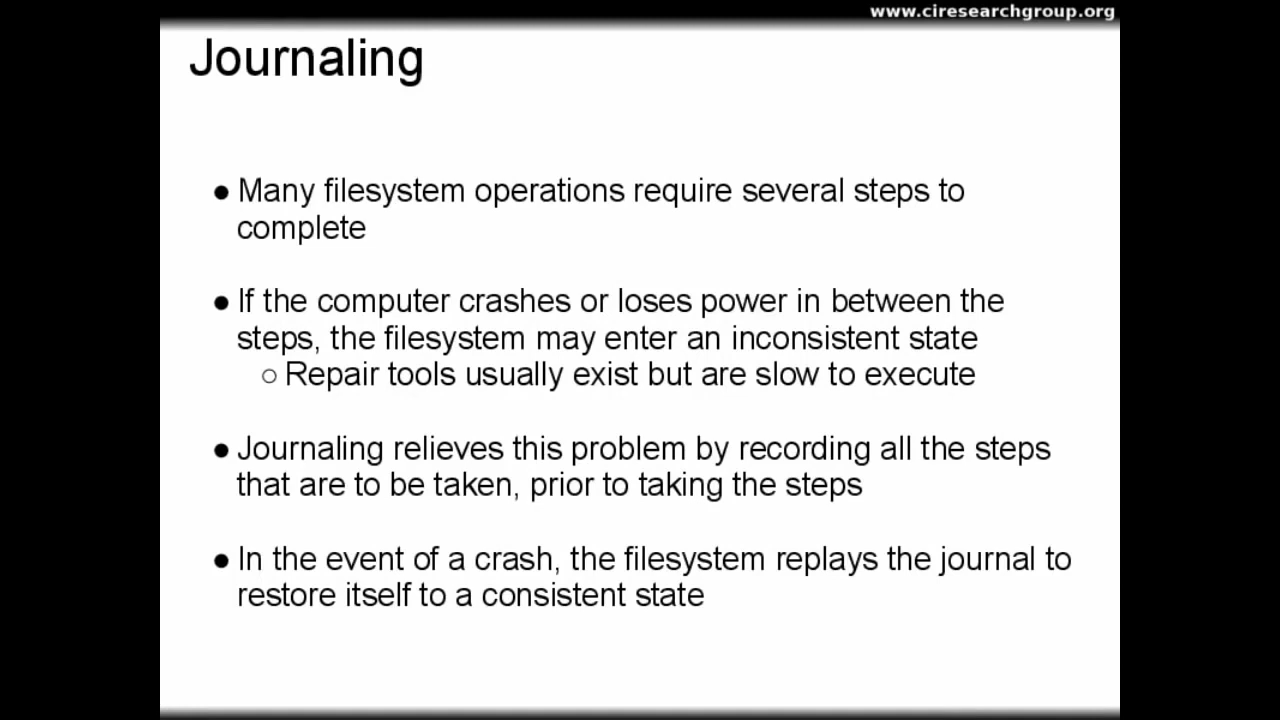 www.ciresearchgroup.org
Journaling
● Many filesystem operations require several steps to
complete
● If the computer crashes or loses power in between the
steps, the filesystem may enter an inconsistent state
○ Repair tools usually exist but are slow to execute
● Journaling relieves this problem by recording all the steps
that are to be taken, prior to taking the steps
● In the event of a crash, the filesystem replays the journal to
restore itself to a consistent state